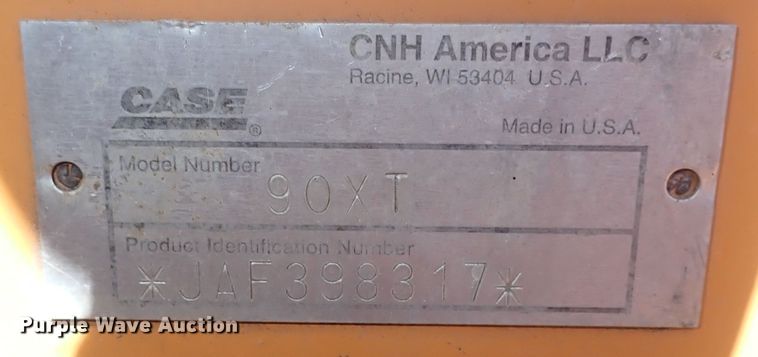 CNH America LLC
Racine, WI 53404 U.S.A.
CASE®
Made in U.S.A.
Model Number
90XT
Product Identification Number
*JAF398317*
Purple Wave Auction